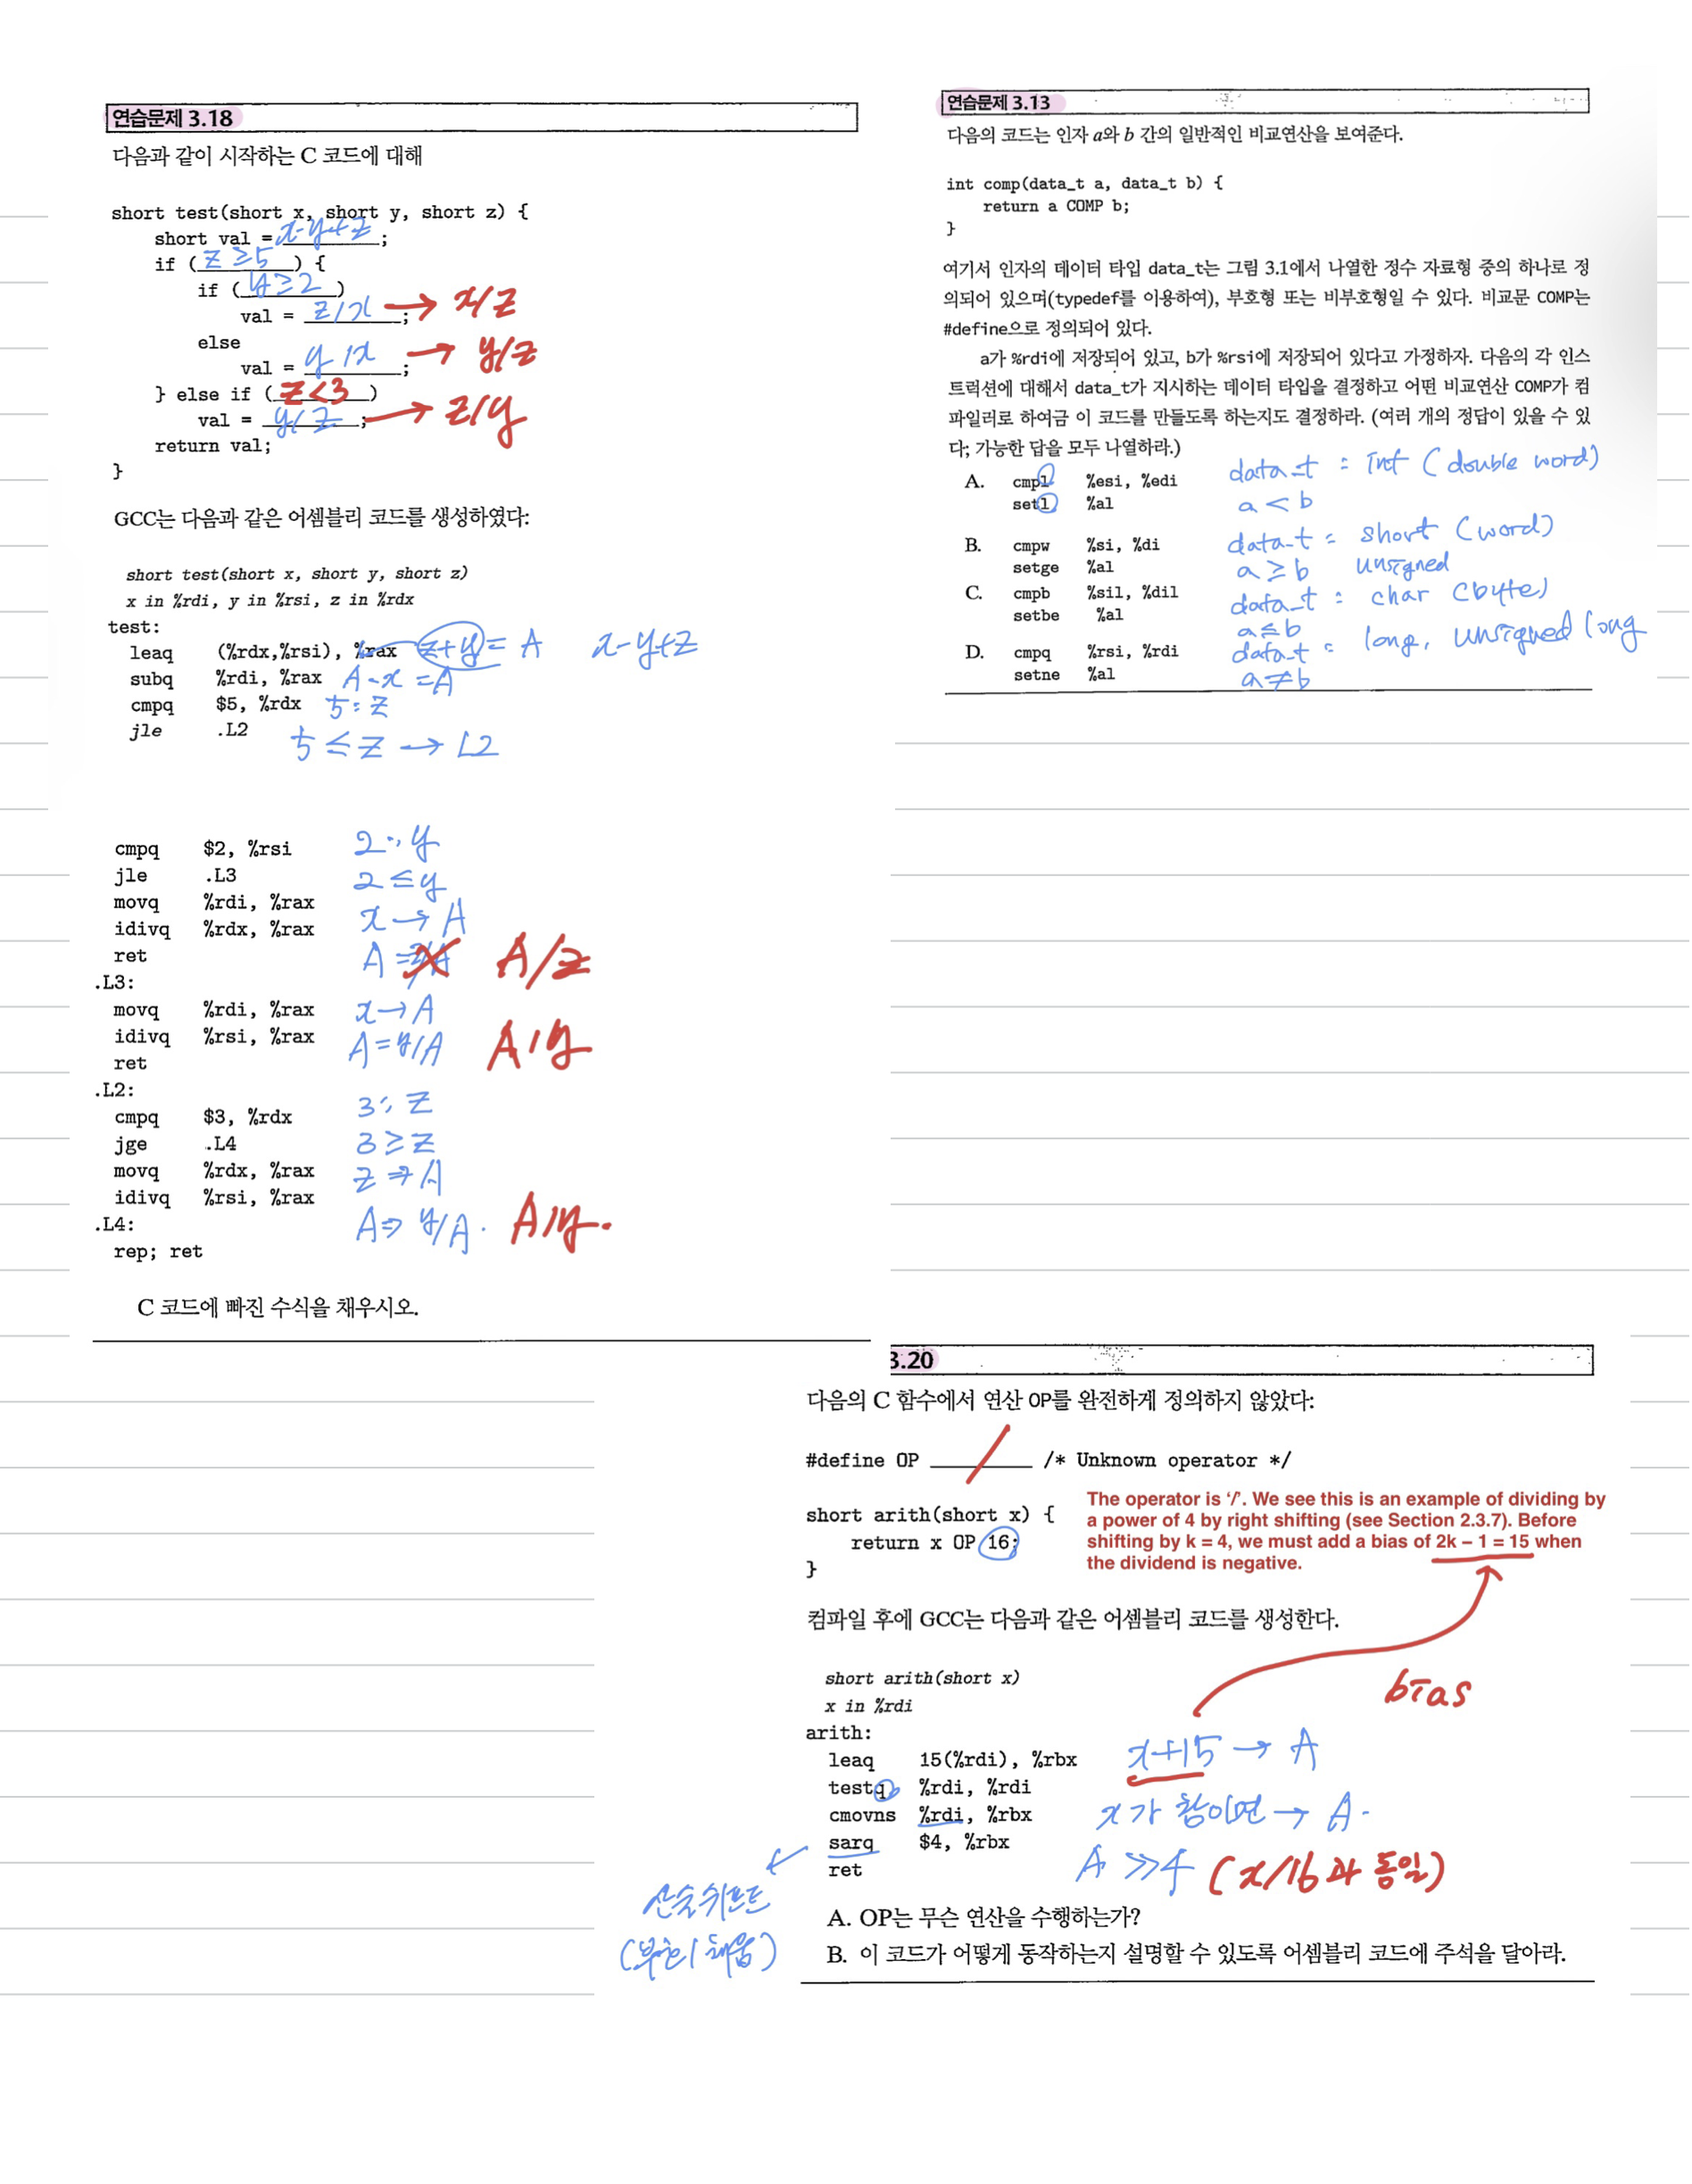 연습문제 3.18
다음과 같이 시작하는 C 코드에 대해
short test(short x, short y, short z) {
short val = x-y+z ;
if ( z ≥ 5 ) {
if ( y ≥ 2 )
val = z/x ; → x/z
else
val = y/x ; → y/z
} else if ( z<3 )
val = y/z ; → z/y
return val;
}
GCC는 다음과 같은 어셈블리 코드를 생성하였다:
short test(short x, short y, short z)
x in %rdi, y in %rsi, z in %rdx
test:
leaq (%rdx,%rsi), %rax z+y = A x-y+z
subq %rdi, %rax A-x = A
cmpq $5, %rdx 5 : z
jle .L2 5 ≤ z → L2
cmpq $2, %rsi 2 : y
jle .L3 2 ≤ y
movq %rdi, %rax x → A
idivq %rdx, %rax A = A/z
ret
.L3:
movq %rdi, %rax x → A
idivq %rsi, %rax A = y/A A/y
ret
.L2:
cmpq $3, %rdx 3 : z
jge .L4 3 ≥ z
movq %rdx, %rax z ⇒ A
idivq %rsi, %rax A ⇒ y/A. A/y.
.L4:
rep; ret
C 코드에 빠진 수식을 채우시오.
연습문제 3.13
다음의 코드는 인자 a와 b 간의 일반적인 비교연산을 보여준다.
int comp(data_t a, data_t b) {
return a COMP b;
}
여기서 인자의 데이터 타입 data_t는 그림 3.1에서 나열한 정수 자료형 중의 하나로 정
의되어 있으며(typedef를 이용하여), 부호형 또는 비부호형일 수 있다. 비교문 COMP는
#define으로 정의되어 있다.
a가 %rdi에 저장되어 있고, b가 %rsi에 저장되어 있다고 가정하자. 다음의 각 인스
트럭션에 대해서 data_t가 지시하는 데이터 타입을 결정하고 어떤 비교연산 COMP가 컴
파일러로 하여금 이 코드를 만들도록 하는지도 결정하라. (여러 개의 정답이 있을 수 있
다; 가능한 답을 모두 나열하라.)
A. cmpl %esi, %edi data_t : int (double word)
setl %al a < b
B. cmpw %si, %di data_t : short (word)
setge %al a ≥ b unsigned
C. cmpb %sil, %dil data_t : char (byte)
setbe %al a ≤ b
D. cmpq %rsi, %rdi data_t : long, unsigned long
setne %al a ≠ b
3.20
다음의 C 함수에서 연산 OP를 완전하게 정의하지 않았다:
#define OP / /* Unknown operator */
short arith(short x) {
return x OP 16;
}
The operator is ‘/’. We see this is an example of dividing by
a power of 4 by right shifting (see Section 2.3.7). Before
shifting by k = 4, we must add a bias of 2k – 1 = 15 when
the dividend is negative.
컴파일 후에 GCC는 다음과 같은 어셈블리 코드를 생성한다.
bias
short arith(short x)
x in %rdi
arith:
leaq 15(%rdi), %rbx x+15 → A
testq %rdi, %rdi
cmovns %rdi, %rbx x가 참이면 → A.
sarq $4, %rbx A >> 4 (x/16과 동일)
ret
산술쉬프트
A. OP는 무슨 연산을 수행하는가?
B. 이 코드가 어떻게 동작하는지 설명할 수 있도록 어셈블리 코드에 주석을 달아라.